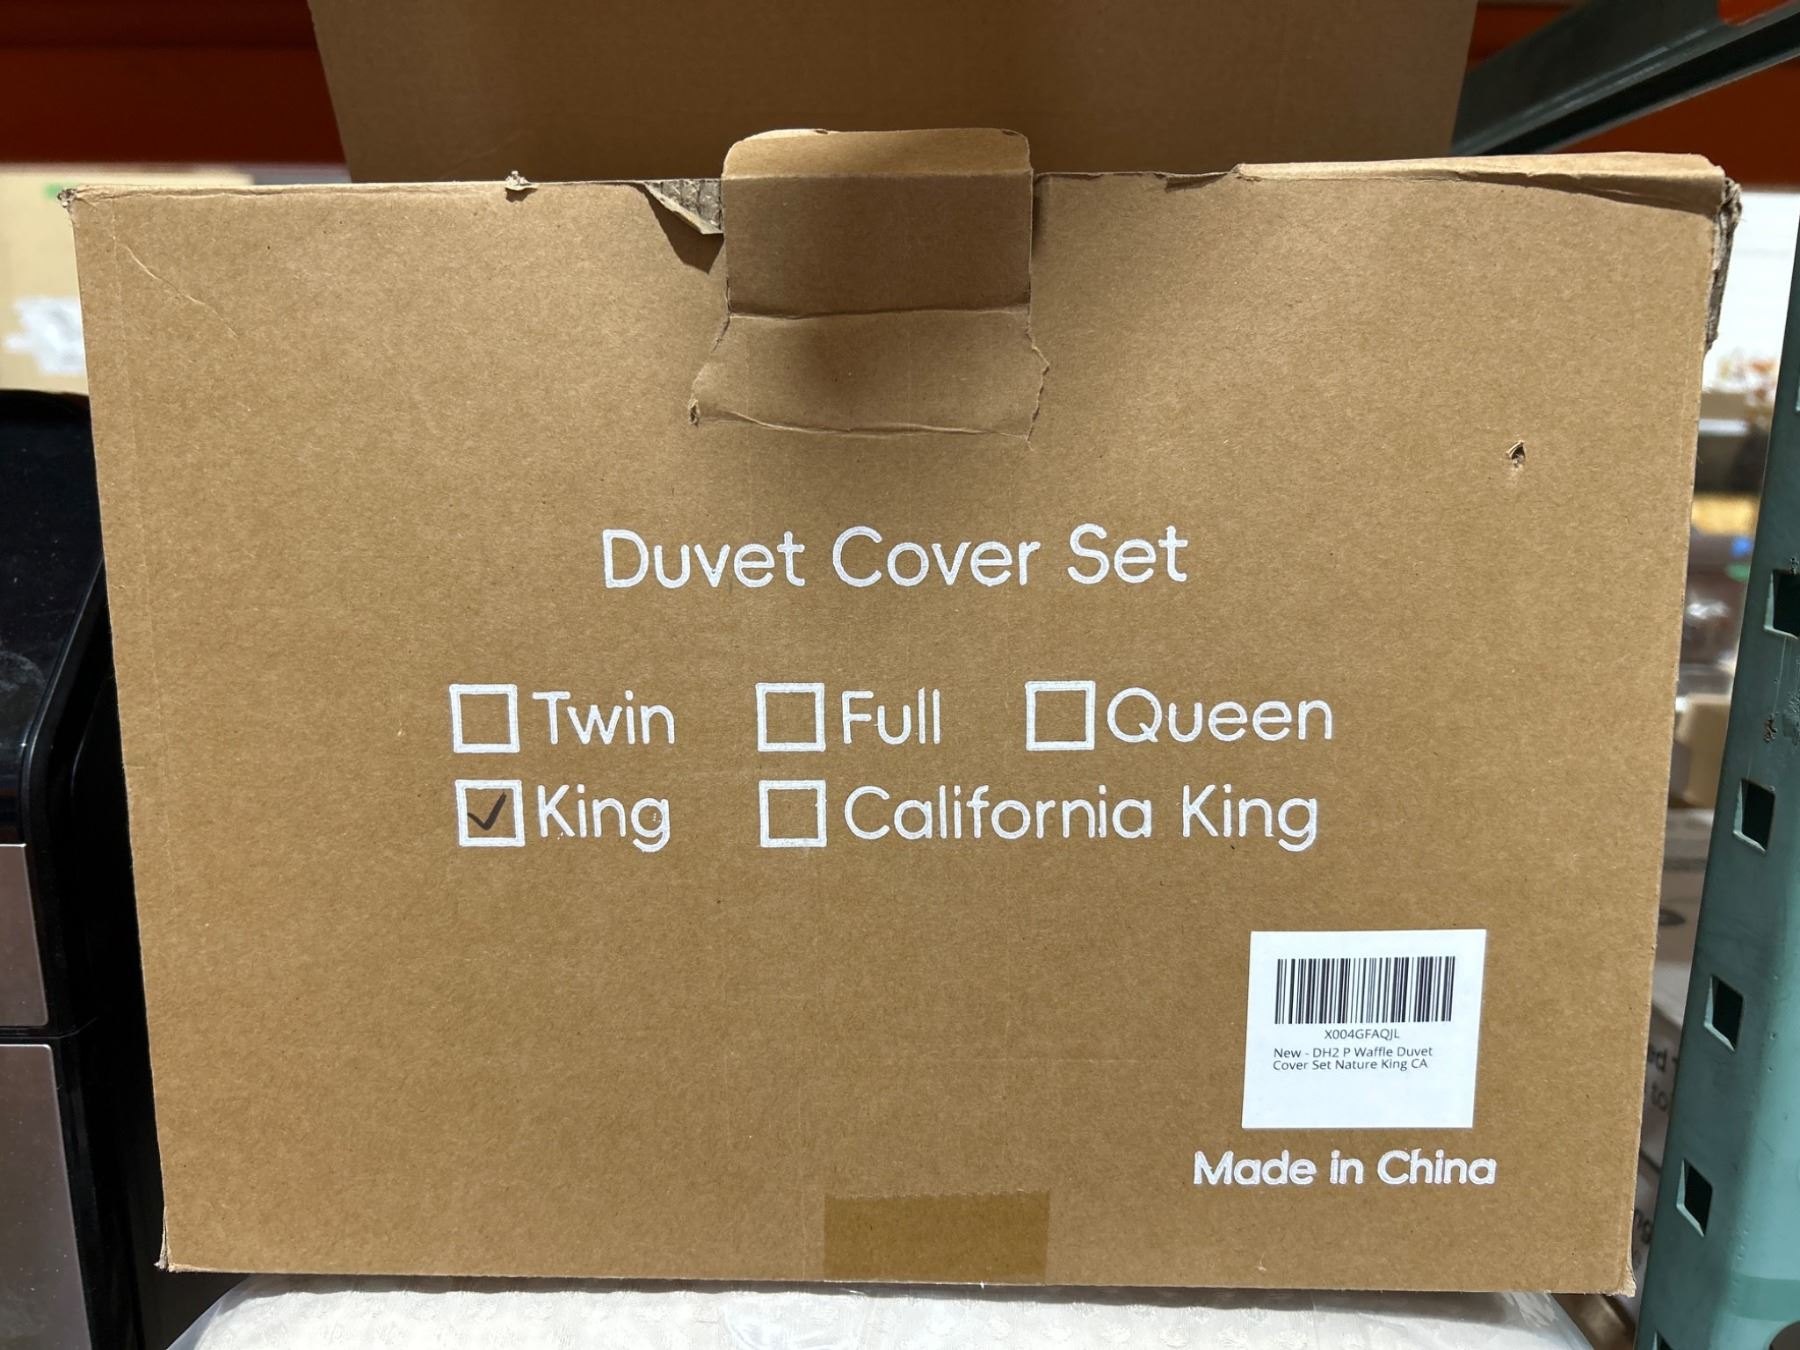 Duvet Cover Set
Twin Full Queen
King California King
X004GFAQJL
New - DH2 P Waffle Duvet
Cover Set Nature King CA
Made in China